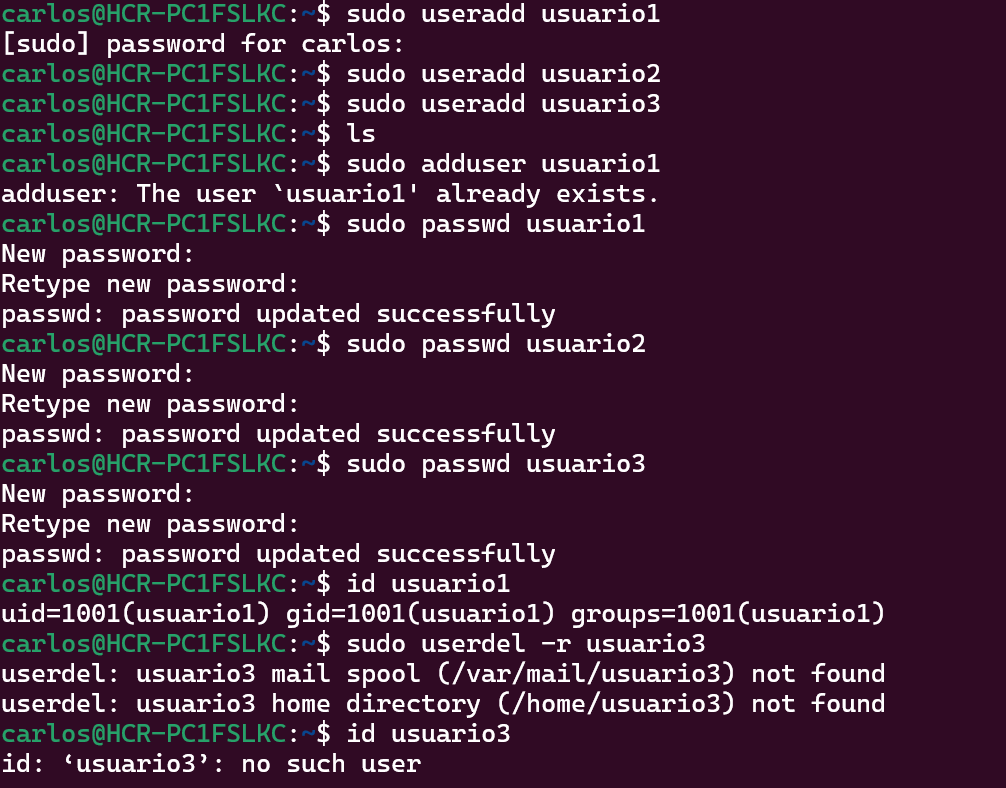 carlos@HCR-PC1FSLKC:~$ sudo useradd usuario1
[sudo] password for carlos:
carlos@HCR-PC1FSLKC:~$ sudo useradd usuario2
carlos@HCR-PC1FSLKC:~$ sudo useradd usuario3
carlos@HCR-PC1FSLKC:~$ ls
carlos@HCR-PC1FSLKC:~$ sudo adduser usuario1
adduser: The user `usuario1' already exists.
carlos@HCR-PC1FSLKC:~$ sudo passwd usuario1
New password:
Retype new password:
passwd: password updated successfully
carlos@HCR-PC1FSLKC:~$ sudo passwd usuario2
New password:
Retype new password:
passwd: password updated successfully
carlos@HCR-PC1FSLKC:~$ sudo passwd usuario3
New password:
Retype new password:
passwd: password updated successfully
carlos@HCR-PC1FSLKC:~$ id usuario1
uid=1001(usuario1) gid=1001(usuario1) groups=1001(usuario1)
carlos@HCR-PC1FSLKC:~$ sudo userdel -r usuario3
userdel: usuario3 mail spool (/var/mail/usuario3) not found
userdel: usuario3 home directory (/home/usuario3) not found
carlos@HCR-PC1FSLKC:~$ id usuario3
id: ‘usuario3’: no such user